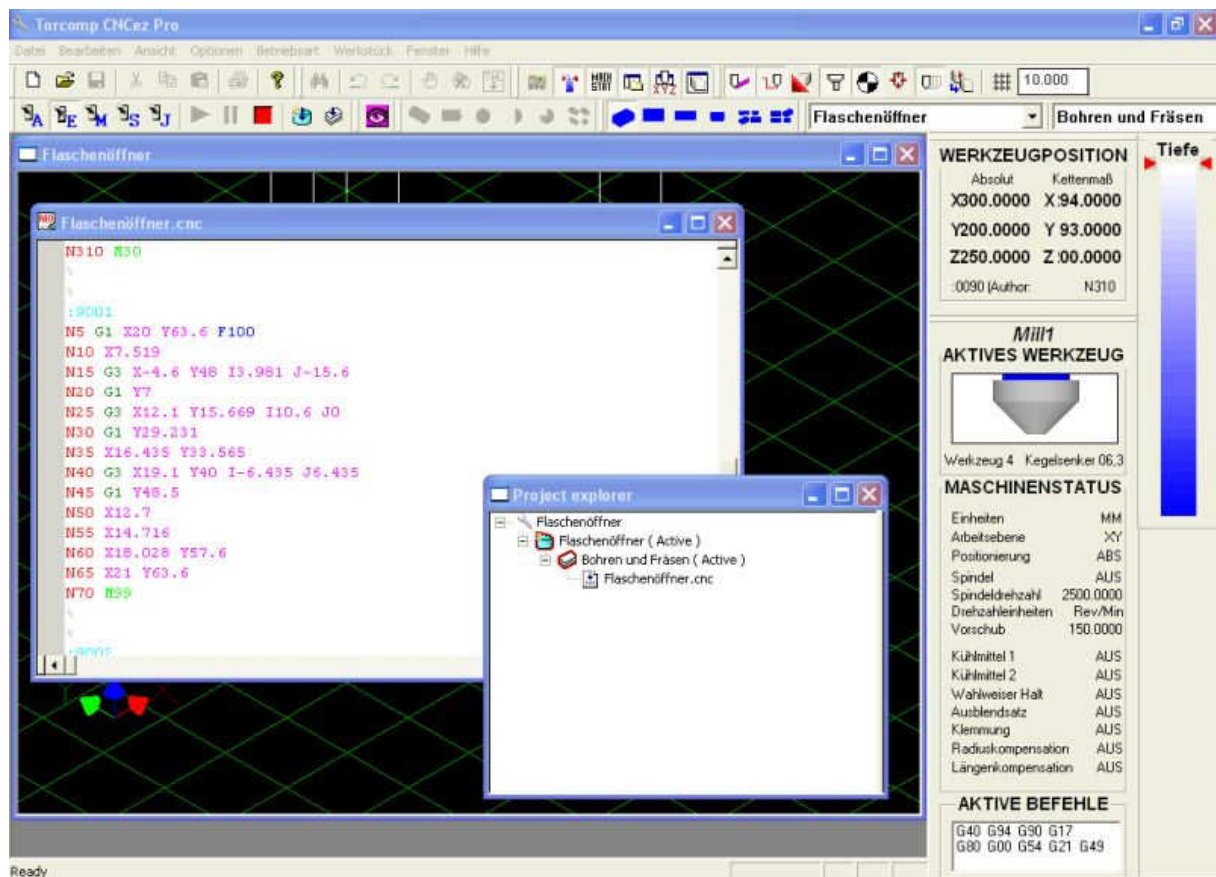 Torcomp CNCez Pro
Datei Bearbeiten Ansicht Optionen Betriebsart Werkstück Fenster Hilfe
10.000
A E M S J
Flaschenöffner
Bohren und Fräsen
Flaschenöffner
Flaschenöffner.cnc
N310 M30
%
%
:9001
N5 G1 X20 Y63.6 F100
N10 X7.519
N15 G3 X-4.6 Y48 I3.981 J-15.6
N20 G1 Y7
N25 G3 X12.1 Y15.669 I10.6 J0
N30 G1 Y29.231
N35 X16.435 Y33.565
N40 G3 X19.1 Y40 I-6.435 J6.435
N45 G1 Y48.5
N50 X12.7
N55 X14.716
N60 X18.028 Y57.6
N65 X21 Y63.6
N70 M99
%
%
:9002
Project explorer
Flaschenöffner
Flaschenöffner ( Active )
Bohren und Fräsen ( Active )
Flaschenöffner.cnc
WERKZEUGPOSITION
Absolut Kettenmaß
X300.0000 X:94.0000
Y200.0000 Y 93.0000
Z250.0000 Z:00.0000
:0090 (Author: N310
Tiefe
Mill1
AKTIVES WERKZEUG
Werkzeug 4 Kegelsenker 06,3
MASCHINENSTATUS
Einheiten MM
Arbeitsebene XY
Positionierung ABS
Spindel AUS
Spindeldrehzahl 2500.0000
Drehzahleinheiten Rev/Min
Vorschub 150.0000
Kühlmittel 1 AUS
Kühlmittel 2 AUS
Wahlweiser Halt AUS
Ausblendsatz AUS
Klemmung AUS
Radiuskompensation AUS
Längenkompensation AUS
AKTIVE BEFEHLE
G40 G94 G90 G17
G80 G00 G54 G21 G49
Ready